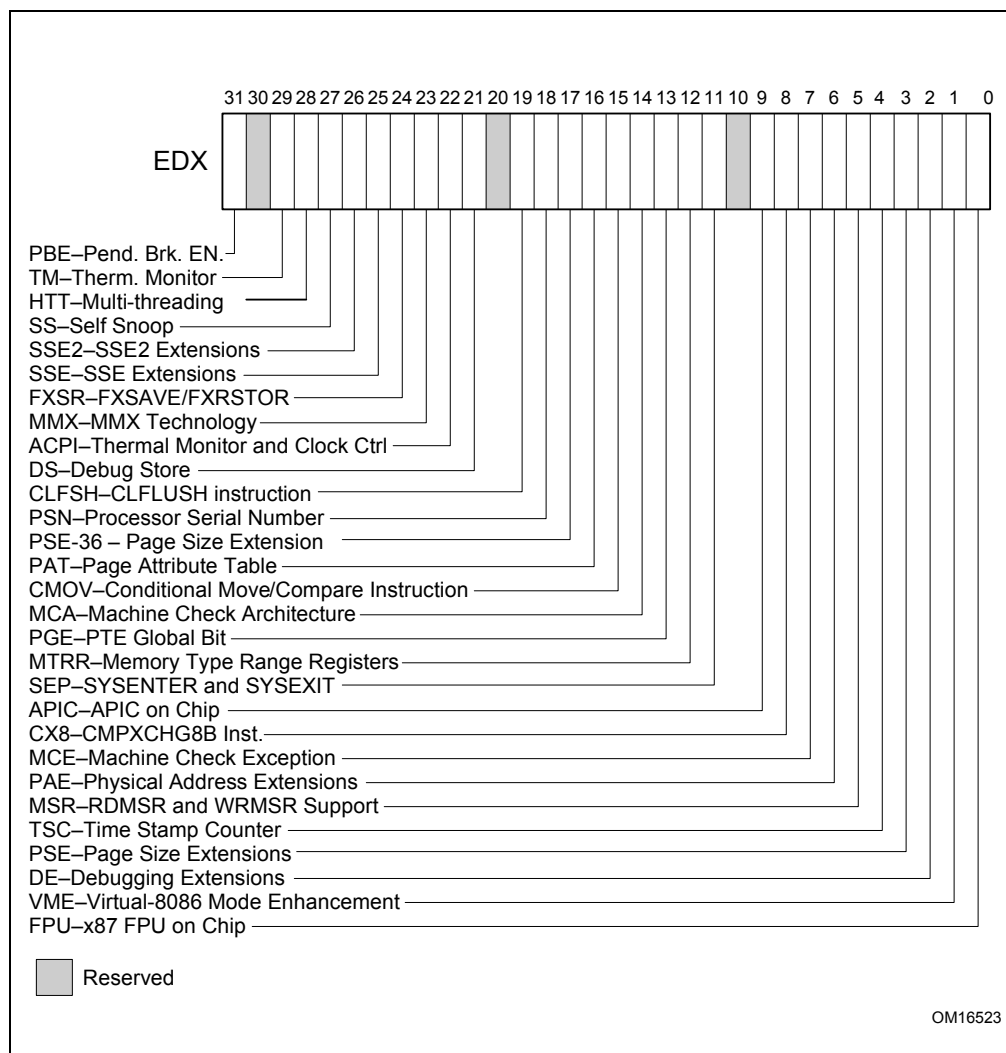 31 30 29 28 27 26 25 24 23 22 21 20 19 18 17 16 15 14 13 12 11 10 9 8 7 6 5 4 3 2 1 0
EDX
PBE–Pend. Brk. EN.
TM–Therm. Monitor
HTT–Multi-threading
SS–Self Snoop
SSE2–SSE2 Extensions
SSE–SSE Extensions
FXSR–FXSAVE/FXRSTOR
MMX–MMX Technology
ACPI–Thermal Monitor and Clock Ctrl
DS–Debug Store
CLFSH–CLFLUSH instruction
PSN–Processor Serial Number
PSE-36 – Page Size Extension
PAT–Page Attribute Table
CMOV–Conditional Move/Compare Instruction
MCA–Machine Check Architecture
PGE–PTE Global Bit
MTRR–Memory Type Range Registers
SEP–SYSENTER and SYSEXIT
APIC–APIC on Chip
CX8–CMPXCHG8B Inst.
MCE–Machine Check Exception
PAE–Physical Address Extensions
MSR–RDMSR and WRMSR Support
TSC–Time Stamp Counter
PSE–Page Size Extensions
DE–Debugging Extensions
VME–Virtual-8086 Mode Enhancement
FPU–x87 FPU on Chip
Reserved
OM16523